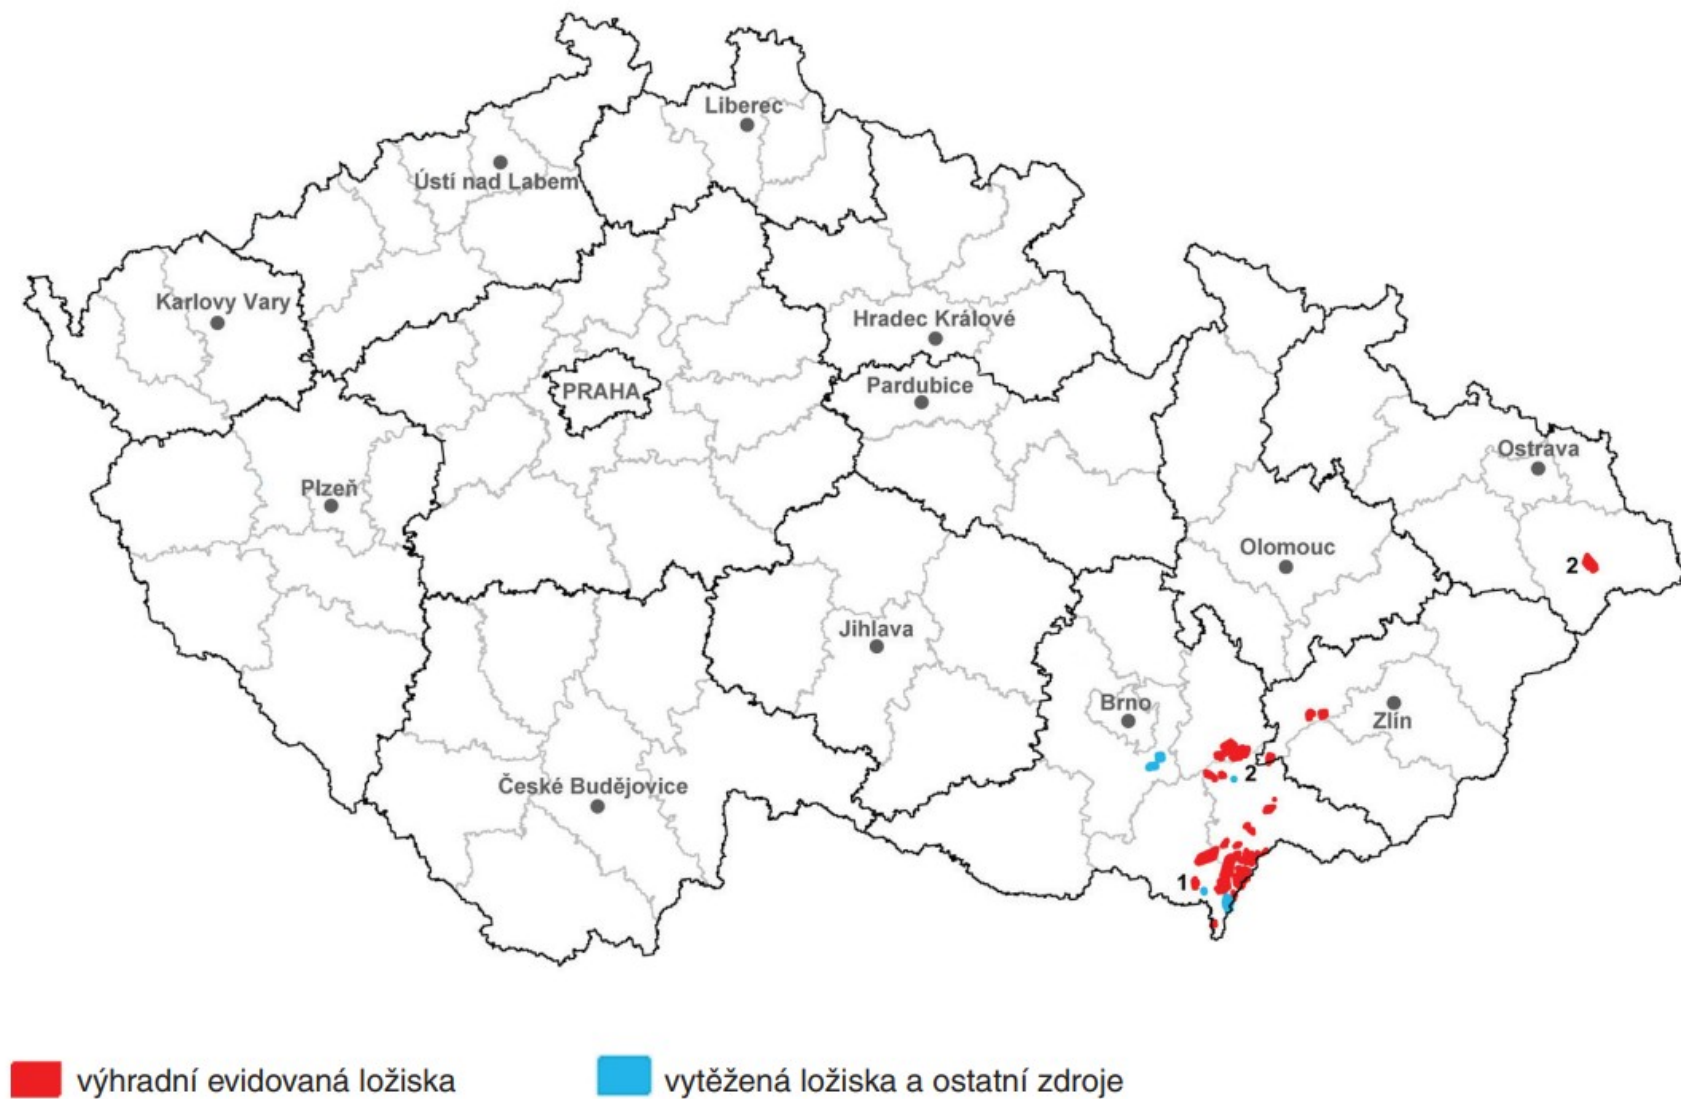 Liberec
Ústí nad Labem
Karlovy Vary
Hradec Králové
PRAHA
Pardubice
Ostrava
Plzeň
Olomouc
2
Jihlava
Brno
Zlín
2
České Budějovice
1
výhradní evidovaná ložiska
vytěžená ložiska a ostatní zdroje